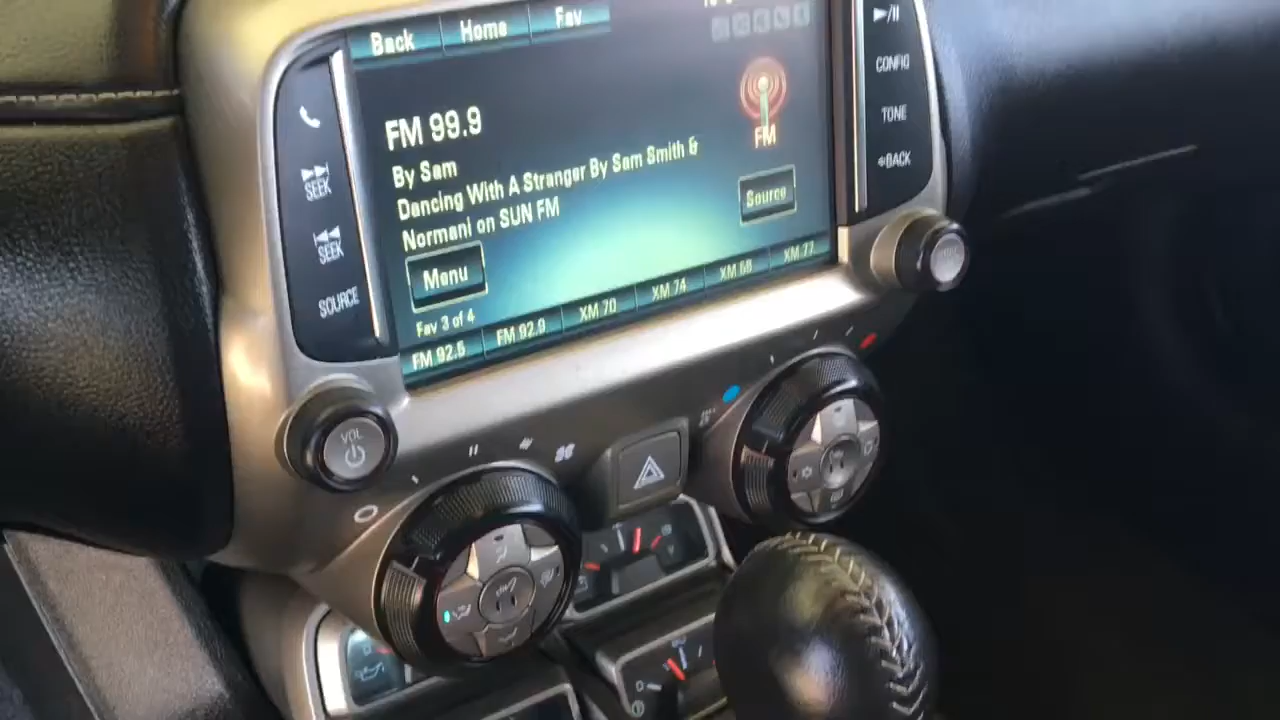 Back Home Fav
FM 99.9
By Sam
Dancing With A Stranger By Sam Smith &
Normani on SUN FM
FM
Source
Menu
Fav 3 of 4
FM 92.5 FM 92.9 XM 70 XM 74 XM 68 XM 77
SEEK
SEEK
SOURCE
CONFIG
TONE
BACK
VOL